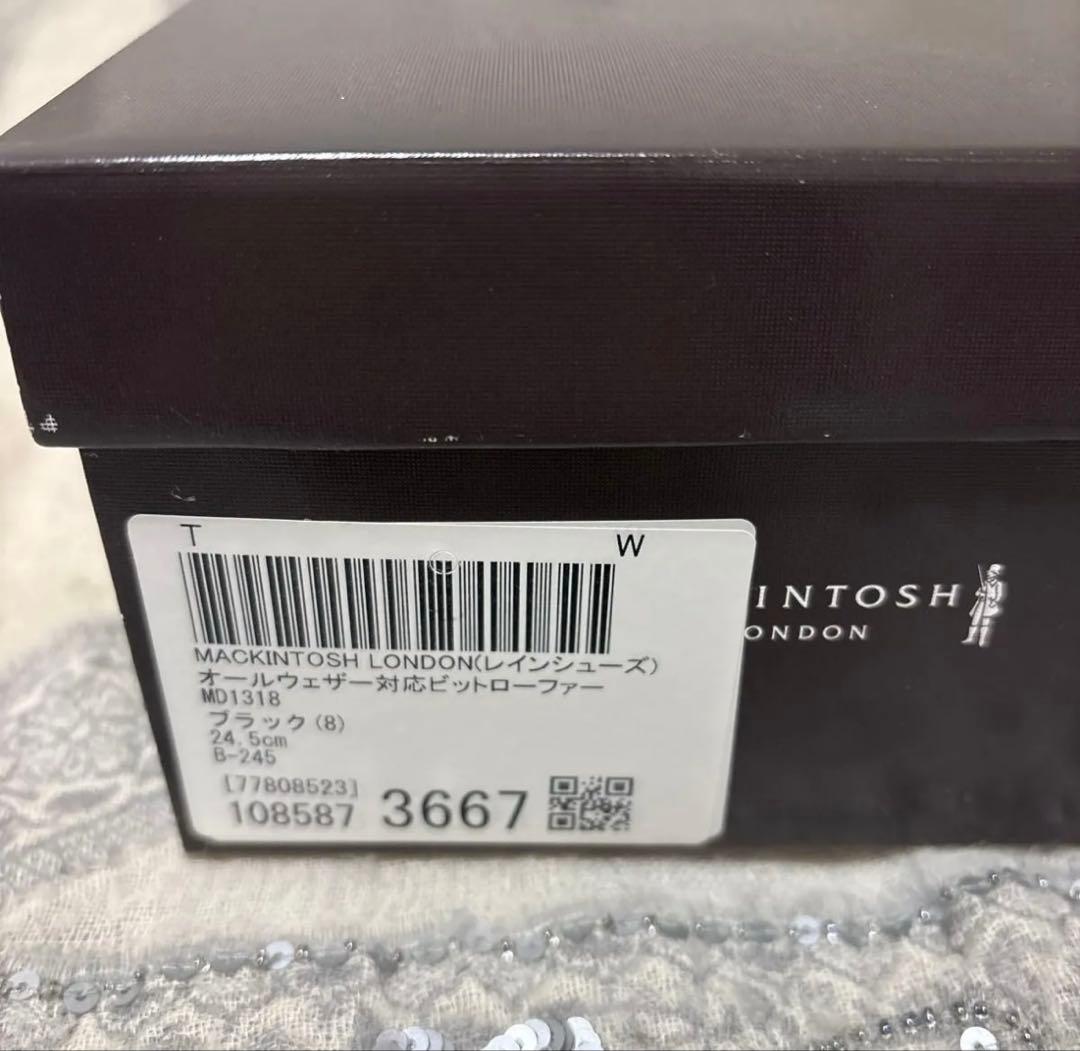 T
W
MACKINTOSH LONDON(レインシューズ)
オールウェザー対応ビットローファー
MD1318
ブラック(8)
24.5cm
B-245
[77808523]
108587 3667
INTOSH
ONDON